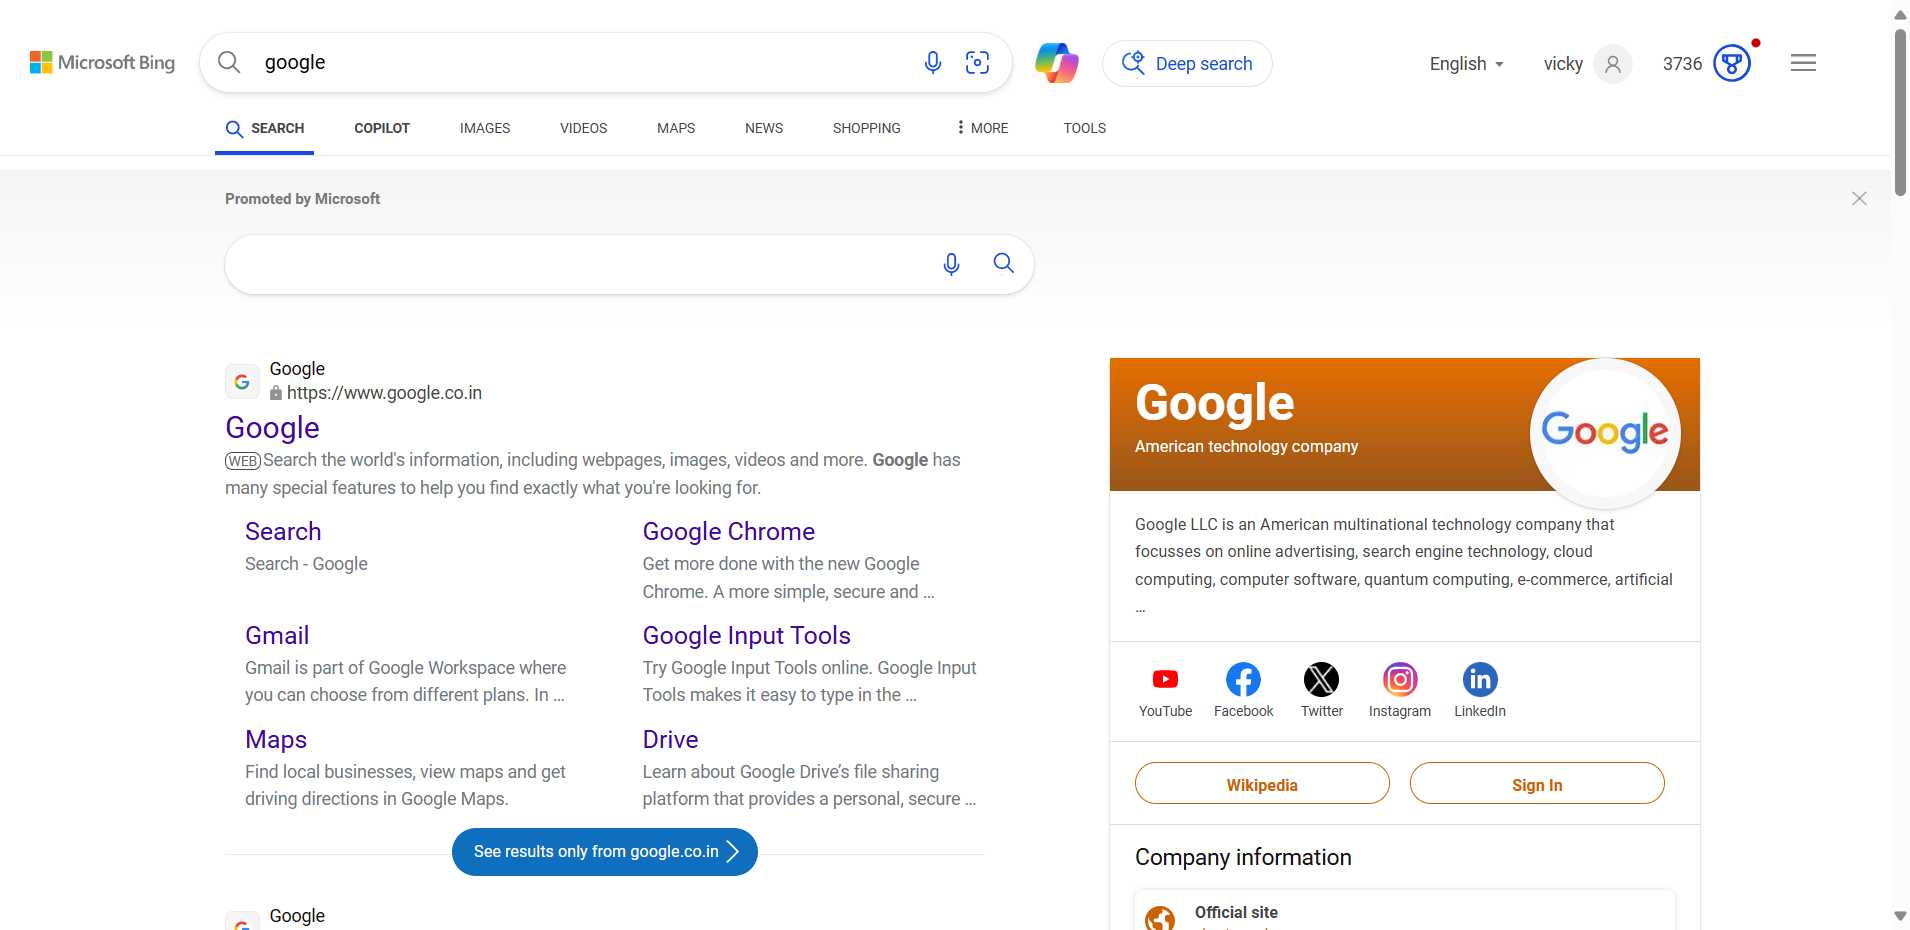 Microsoft Bing
google
Deep search
English
vicky
3736
SEARCH
COPILOT
IMAGES
VIDEOS
MAPS
NEWS
SHOPPING
MORE
TOOLS
Promoted by Microsoft
Google
https://www.google.co.in
Google
WEB Search the world's information, including webpages, images, videos and more. Google has
many special features to help you find exactly what you're looking for.
Search
Search - Google
Google Chrome
Get more done with the new Google
Chrome. A more simple, secure and ...
Gmail
Gmail is part of Google Workspace where
you can choose from different plans. In ...
Google Input Tools
Try Google Input Tools online. Google Input
Tools makes it easy to type in the ...
Maps
Find local businesses, view maps and get
driving directions in Google Maps.
Drive
Learn about Google Drive's file sharing
platform that provides a personal, secure ...
See results only from google.co.in
Google
Google
American technology company
Google
Google LLC is an American multinational technology company that
focusses on online advertising, search engine technology, cloud
computing, computer software, quantum computing, e-commerce, artificial
...
YouTube
Facebook
Twitter
Instagram
LinkedIn
Wikipedia
Sign In
Company information
Official site